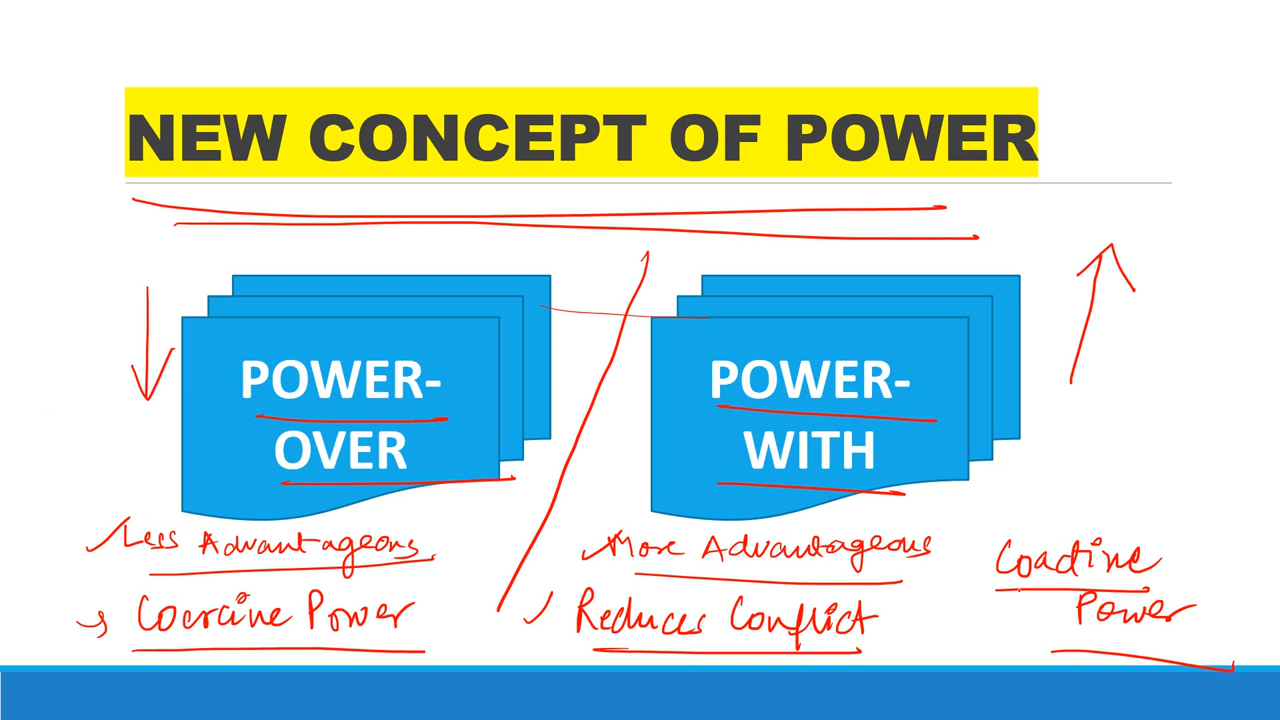 NEW CONCEPT OF POWER
POWER-
OVER
POWER-
WITH
Less Advantageous
Coercive Power
More Advantageous
Reduces Conflict
Coactive
Power